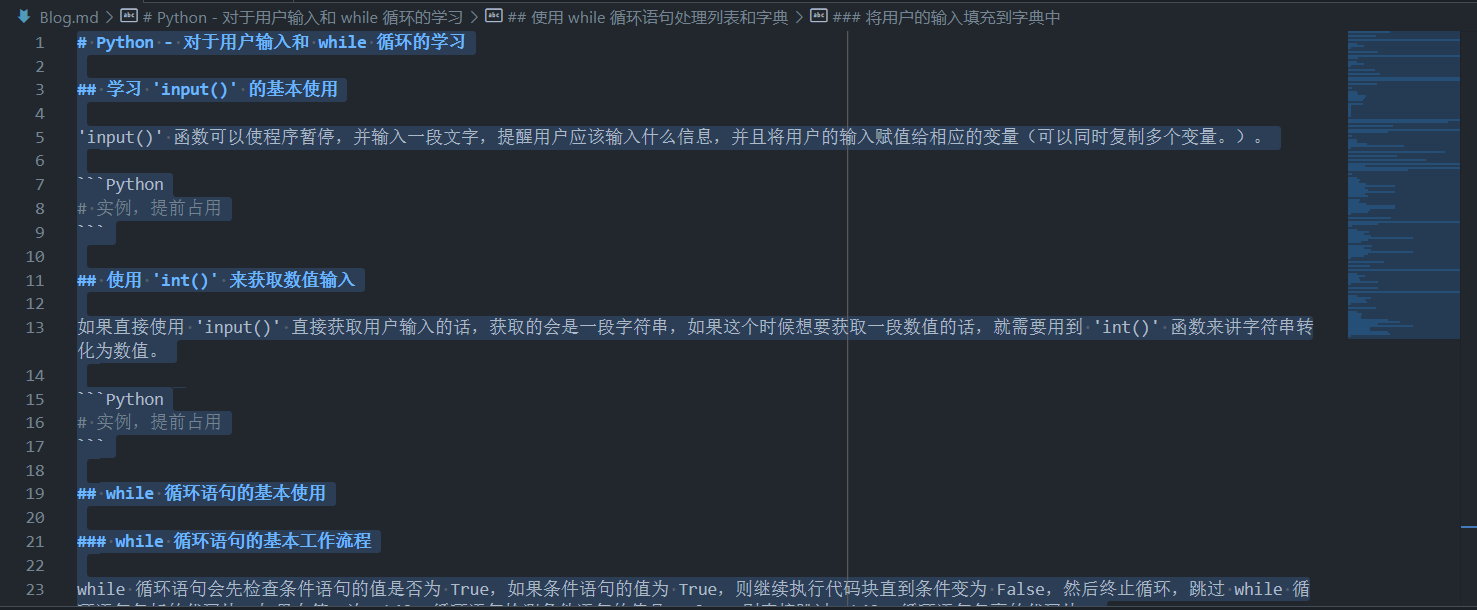 Blog.md > # Python - 对于用户输入和 while 循环的学习 > ## 使用 while 循环语句处理列表和字典 > ### 将用户的输入填充到字典中
1 # Python - 对于用户输入和 while 循环的学习
2
3 ## 学习 'input()' 的基本使用
4
5 'input()' 函数可以使程序暂停，并输入一段文字，提醒用户应该输入什么信息，并且将用户的输入赋值给相应的变量（可以同时复制多个变量。）。
6
7 ```Python
8 # 实例，提前占用
9 ```
10
11 ## 使用 'int()' 来获取数值输入
12
13 如果直接使用 'input()' 直接获取用户输入的话，获取的会是一段字符串，如果这个时候想要获取一段数值的话，就需要用到 'int()' 函数来讲字符串转
化为数值。
14
15 ```Python
16 # 实例，提前占用
17 ```
18
19 ## while 循环语句的基本使用
20
21 ### while 循环语句的基本工作流程
22
23 while 循环语句会先检查条件语句的值是否为 True，如果条件语句的值为 True，则继续执行代码块直到条件变为 False，然后终止循环，跳过 while 循